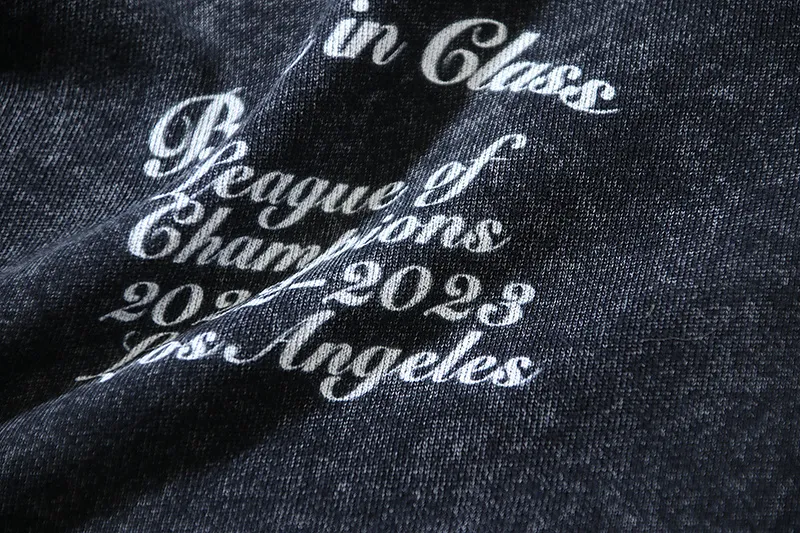 in Class
League of
Champions
2023
Los Angeles